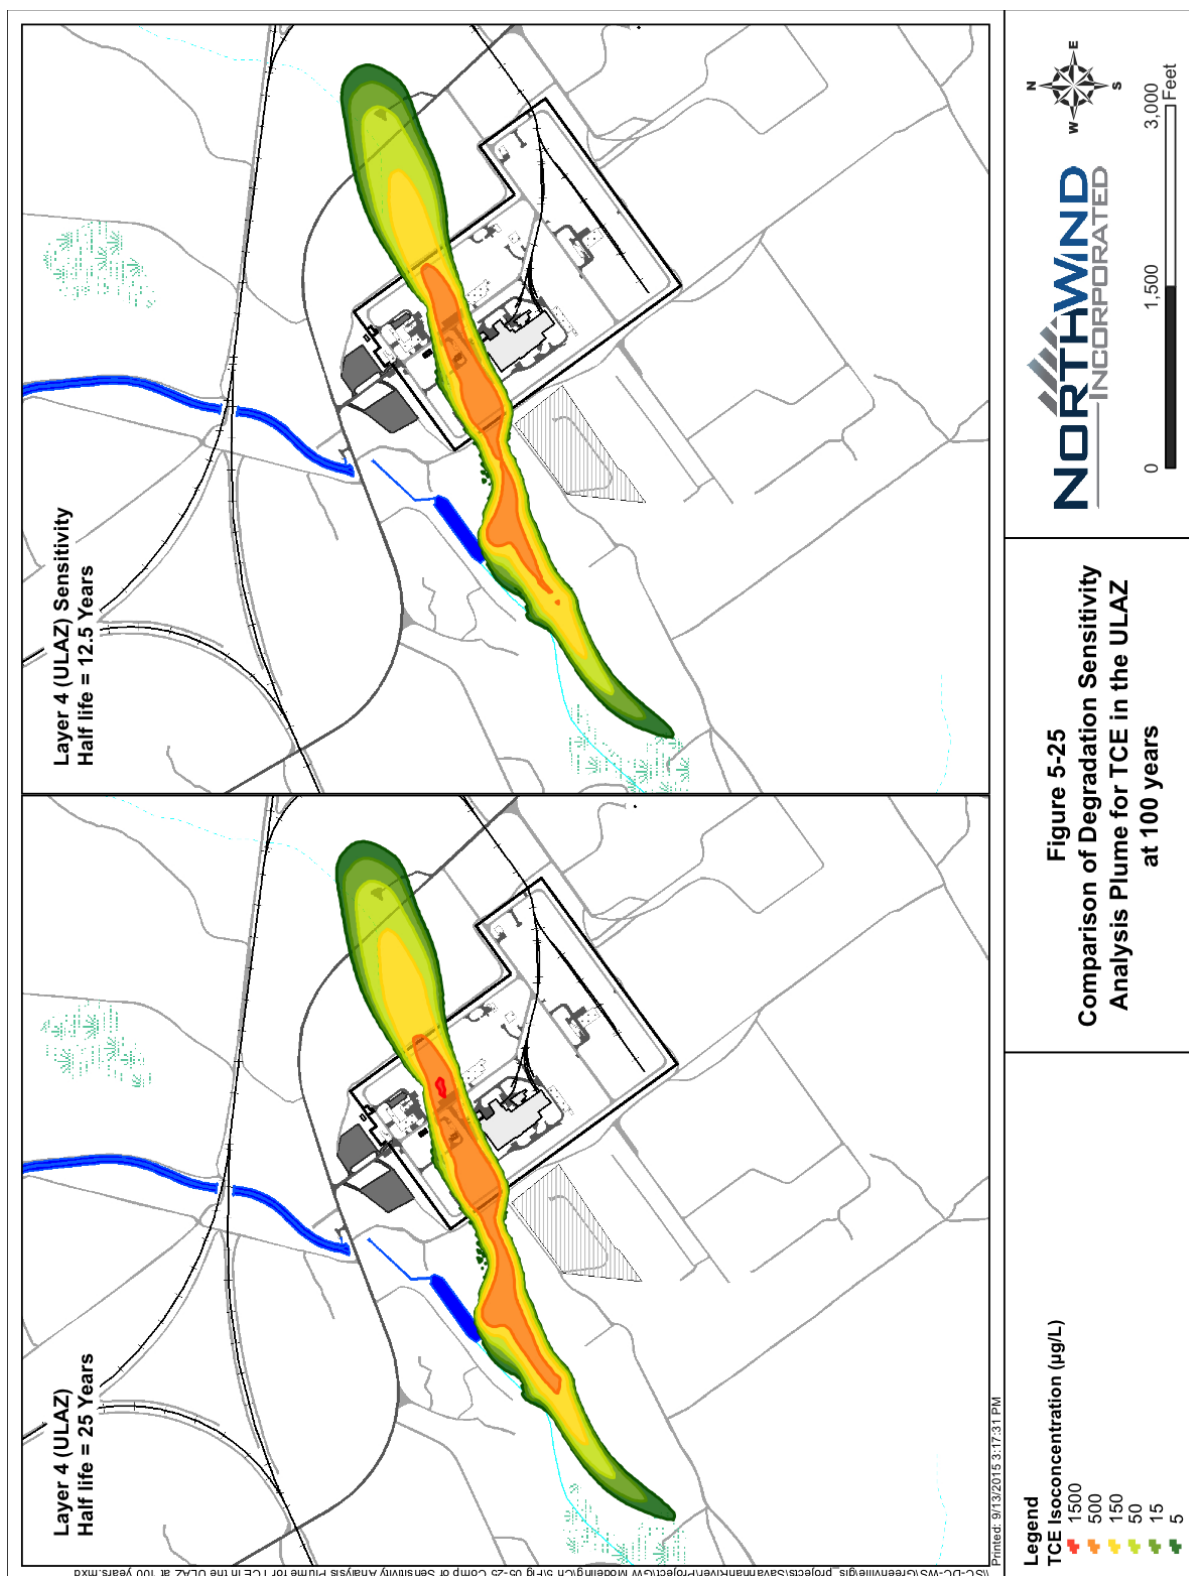 Layer 4 (ULAZ)
Half life = 25 Years
Layer 4 (ULAZ) Sensitivity
Half life = 12.5 Years
Printed: 9/13/2015 3:17:31 PM
Legend
TCE Isoconcentration (µg/L)
1500
500
150
50
15
5
Figure 5-25
Comparison of Degradation Sensitivity
Analysis Plume for TCE in the ULAZ
at 100 years
NORTHWIND
INCORPORATED
N
E
S
W
0
1,500
3,000
Feet